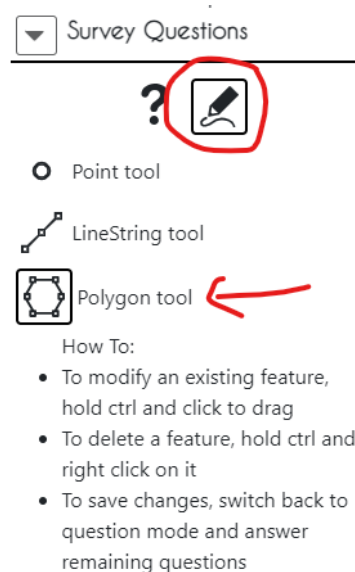 Survey Questions
?
Point tool
LineString tool
Polygon tool
How To:
• To modify an existing feature,
hold ctrl and click to drag
• To delete a feature, hold ctrl and
right click on it
• To save changes, switch back to
question mode and answer
remaining questions